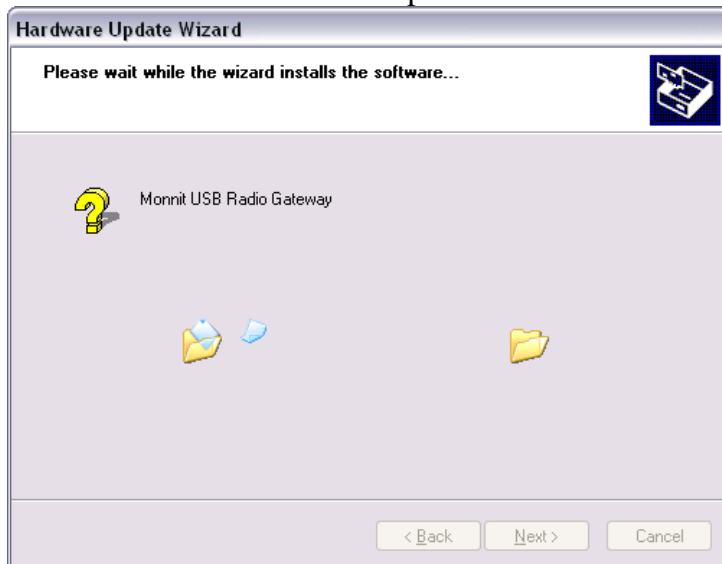 Hardware Update Wizard
Please wait while the wizard installs the software...
Monnit USB Radio Gateway
< Back Next > Cancel